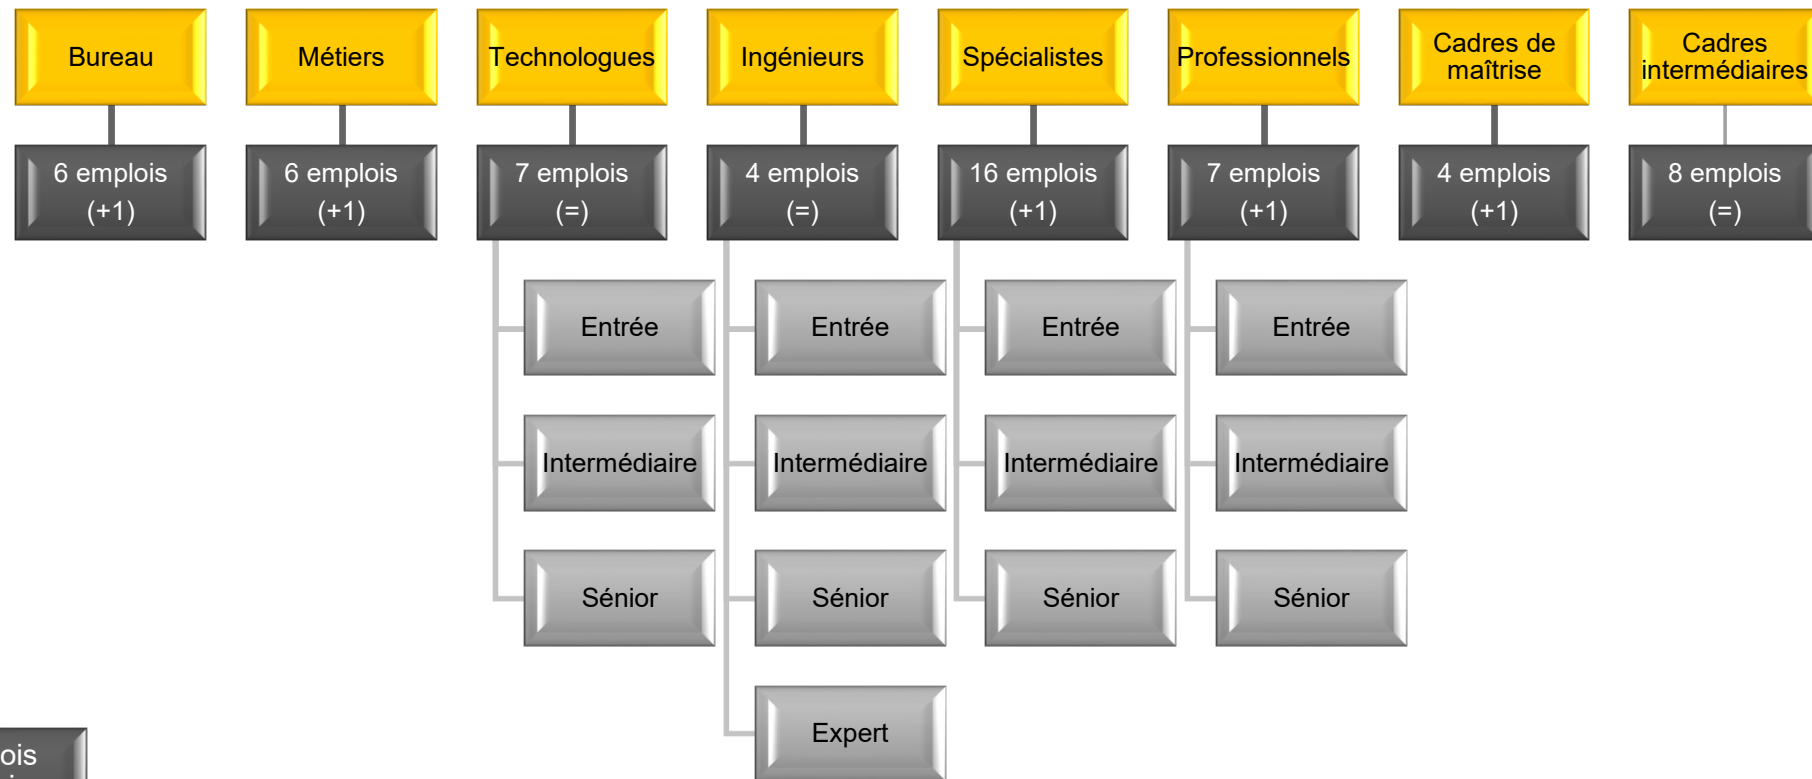 Bureau
Métiers
Technologues
Ingénieurs
Spécialistes
Professionnels
Cadres de
maîtrise
Cadres
intermédiaires
6 emplois
(+1)
6 emplois
(+1)
7 emplois
(=)
4 emplois
(=)
16 emplois
(+1)
7 emplois
(+1)
4 emplois
(+1)
8 emplois
(=)
Entrée
Entrée
Entrée
Entrée
Intermédiaire
Intermédiaire
Intermédiaire
Intermédiaire
Sénior
Sénior
Sénior
Sénior
Expert
ois